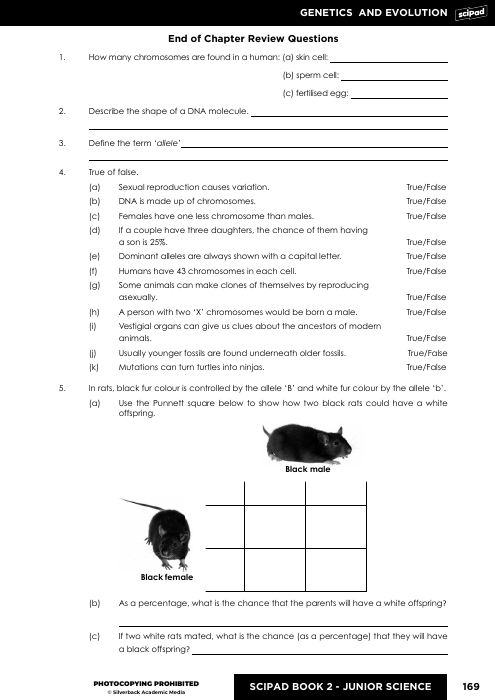 GENETICS AND EVOLUTION scipad
End of Chapter Review Questions
1. How many chromosomes are found in a human: (a) skin cell:
(b) sperm cell:
(c) fertilised egg:
2. Describe the shape of a DNA molecule.
3. Define the term ‘allele’
4. True of false.
(a) Sexual reproduction causes variation. True/False
(b) DNA is made up of chromosomes. True/False
(c) Females have one less chromosome than males. True/False
(d) If a couple have three daughters, the chance of them having
a son is 25%. True/False
(e) Dominant alleles are always shown with a capital letter. True/False
(f) Humans have 43 chromosomes in each cell. True/False
(g) Some animals can make clones of themselves by reproducing
asexually. True/False
(h) A person with two ‘X’ chromosomes would be born a male. True/False
(i) Vestigial organs can give us clues about the ancestors of modern
animals. True/False
(j) Usually younger fossils are found underneath older fossils. True/False
(k) Mutations can turn turtles into ninjas. True/False
5. In rats, black fur colour is controlled by the allele ‘B’ and white fur colour by the allele ‘b’.
(a) Use the Punnett square below to show how two black rats could have a white
offspring.
Black male
Black female
(b) As a percentage, what is the chance that the parents will have a white offspring?
(c) If two white rats mated, what is the chance (as a percentage) that they will have
a black offspring?
PHOTOCOPYING PROHIBITED
© Silverback Academic Media
SCIPAD BOOK 2 - JUNIOR SCIENCE 169